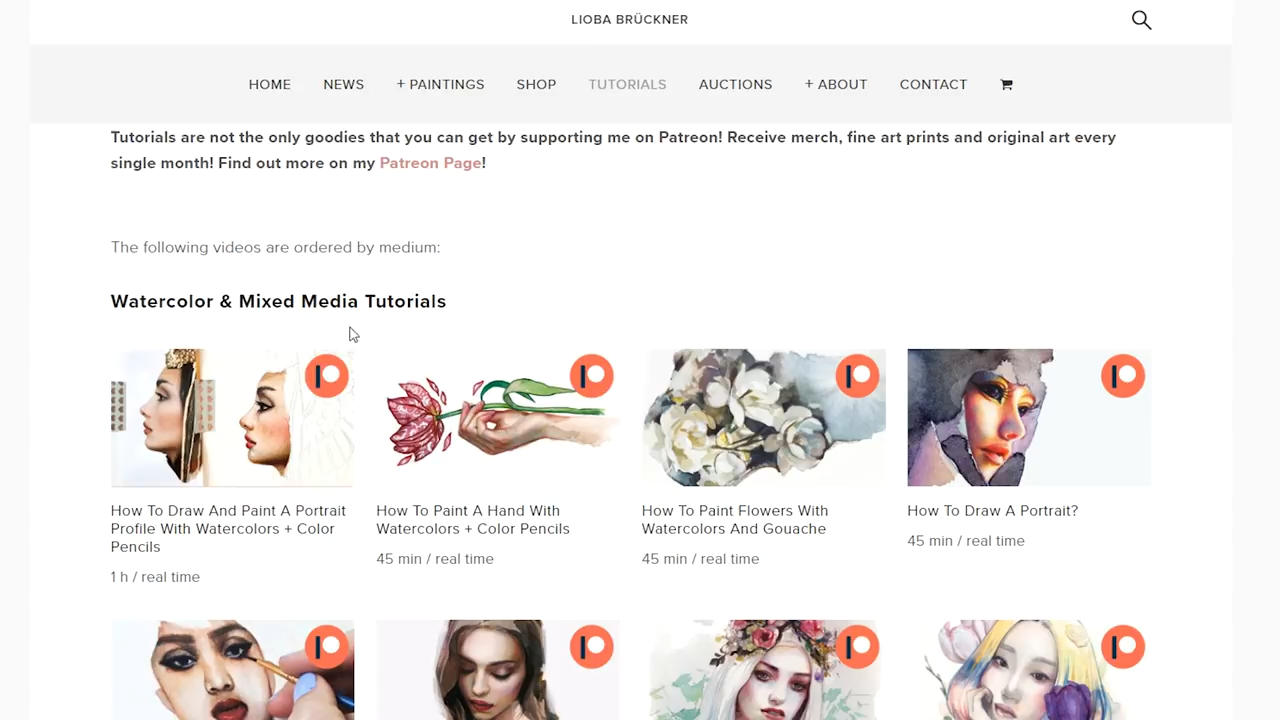 LIOBA BRÜCKNER
HOME NEWS + PAINTINGS SHOP TUTORIALS AUCTIONS + ABOUT CONTACT
Tutorials are not the only goodies that you can get by supporting me on Patreon! Receive merch, fine art prints and original art every
single month! Find out more on my Patreon Page!
The following videos are ordered by medium:
Watercolor & Mixed Media Tutorials
How To Draw And Paint A Portrait
Profile With Watercolors + Color
Pencils
1 h / real time
How To Paint A Hand With
Watercolors + Color Pencils
45 min / real time
How To Paint Flowers With
Watercolors And Gouache
45 min / real time
How To Draw A Portrait?
45 min / real time